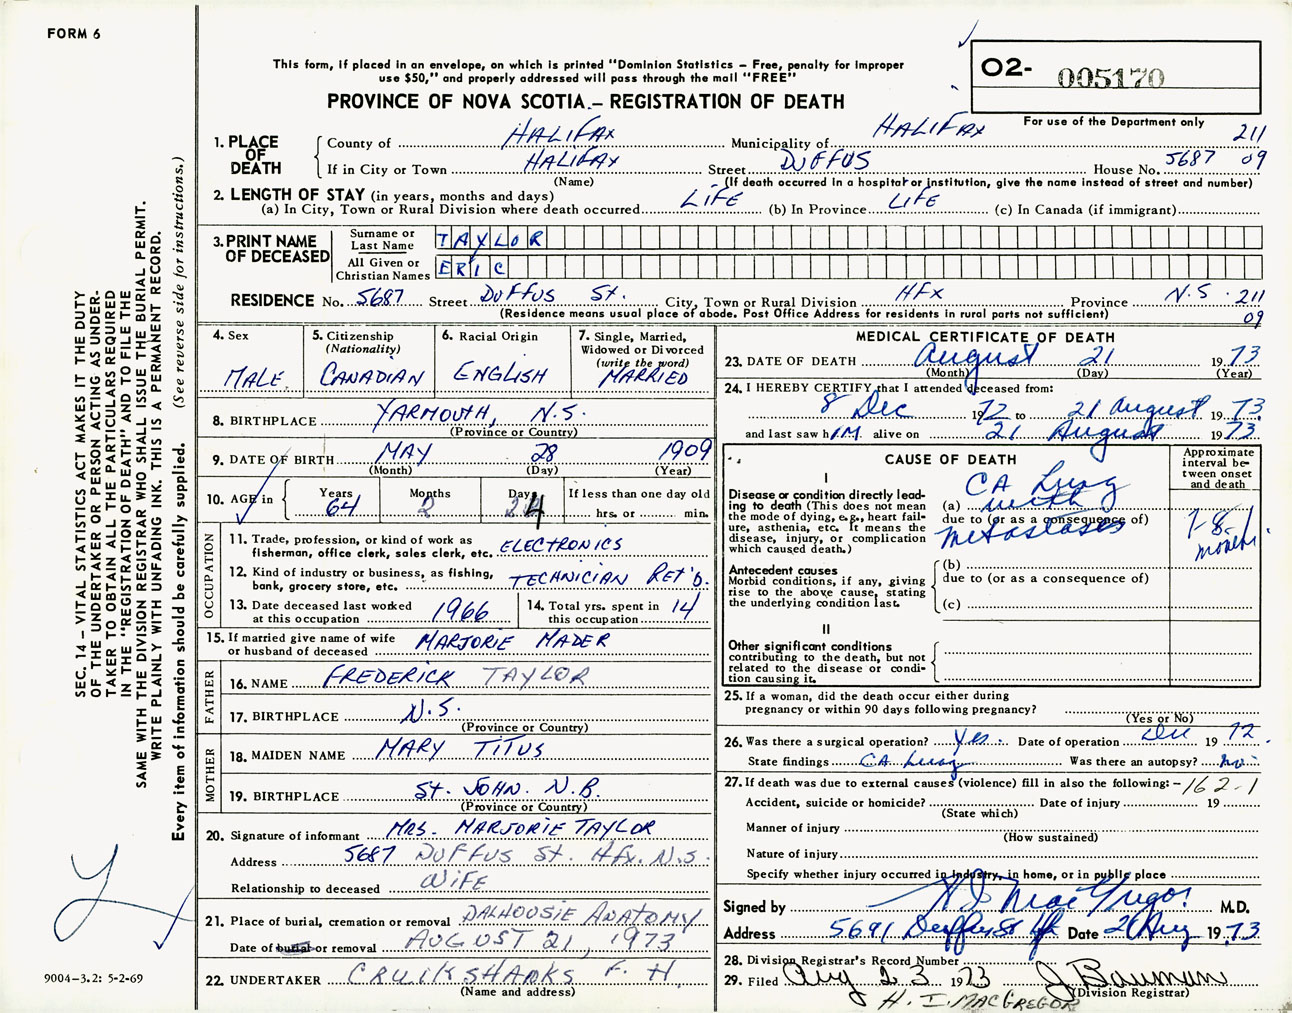 FORM 6
This form, if placed in an envelope, on which is printed "Dominion Statistics – Free, penalty for improper
use $50," and properly addressed will pass through the mail "FREE"
PROVINCE OF NOVA SCOTIA – REGISTRATION OF DEATH
02- 005170
For use of the Department only
211
09
1. PLACE OF DEATH
County of HALIFAX Municipality of HALIFAX
If in City or Town HALIFAX Street DUFFUS House No. 5687
(Name) (If death occurred in a hospital or institution, give the name instead of street and number)
2. LENGTH OF STAY (in years, months and days)
(a) In City, Town or Rural Division where death occurred LIFE (b) In Province LIFE (c) In Canada (if immigrant)
3. PRINT NAME OF DECEASED
Surname or Last Name TAYLOR
All Given or Christian Names ERIC
RESIDENCE No. 5687 Street DUFFUS St. City, Town or Rural Division HFX Province N.S. 211
(Residence means usual place of abode. Post Office Address for residents in rural parts not sufficient) 09
4. Sex
MALE
5. Citizenship
(Nationality)
CANADIAN
6. Racial Origin
ENGLISH
7. Single, Married,
Widowed or Divorced
(write the word)
MARRIED
8. BIRTHPLACE YARMOUTH, N.S.
(Province or Country)
9. DATE OF BIRTH MAY 28 1909
(Month) (Day) (Year)
10. AGE in Years Months Days If less than one day old
64 2 24 hrs. or min.
OCCUPATION
11. Trade, profession, or kind of work as
fisherman, office clerk, sales clerk, etc. ELECTRONICS
12. Kind of industry or business, as fishing,
bank, grocery store, etc. TECHNICIAN RET'D.
13. Date deceased last worked
at this occupation 1966
14. Total yrs. spent in
this occupation 14
15. If married give name of wife
or husband of deceased MARJORIE MADER
FATHER
16. NAME FREDERICK TAYLOR
17. BIRTHPLACE N.S.
(Province or Country)
MOTHER
18. MAIDEN NAME MARY TITUS
19. BIRTHPLACE ST. JOHN. N.B.
(Province or Country)
20. Signature of informant MRS. MARJORIE TAYLOR
Address 5687 DUFFUS St. Hfx. N.S.
Relationship to deceased WIFE
21. Place of burial, cremation or removal DALHOUSIE ANATOMY
Date of burial or removal AUGUST 21, 1973
22. UNDERTAKER CRUIKSHANKS F. H.
(Name and address)
MEDICAL CERTIFICATE OF DEATH
23. DATE OF DEATH August 21 1973
(Month) (Day) (Year)
24. I HEREBY CERTIFY that I attended deceased from:
8 Dec 1972 to 21 August 1973
and last saw hIM alive on 21 August 1973
CAUSE OF DEATH
Approximate
interval be-
tween onset
and death
I
Disease or condition directly lead-
ing to death (This does not mean
the mode of dying, e.g., heart fail-
ure, asthenia, etc. It means the
disease, injury, or complication
which caused death.)
(a) CA Lung
with
due to (or as a consequence of)
metastases
7-8 months
Antecedent causes
Morbid conditions, if any, giving
rise to the above cause, stating
the underlying condition last.
(b)
due to (or as a consequence of)
(c)
II
Other significant conditions
contributing to the death, but not
related to the disease or condi-
tion causing it.
25. If a woman, did the death occur either during
pregnancy or within 90 days following pregnancy?
(Yes or No)
26. Was there a surgical operation? Yes. Date of operation Dec 1972.
State findings CA Lung Was there an autopsy? no
27. If death was due to external causes (violence) fill in also the following: – 162-1
Accident, suicide or homicide? Date of injury 19
(State which)
Manner of injury
(How sustained)
Nature of injury
Specify whether injury occurred in industry, in home, or in public place
Signed by H I MacGregor M.D.
Address 5691 Duffus St Hfx Date 21 Aug 1973
28. Division Registrar's Record Number
29. Filed Aug 23 1973 J. Bauman
(Division Registrar)
H. I. MACGREGOR
SEC. 14 – VITAL STATISTICS ACT MAKES IT THE DUTY
OF THE UNDERTAKER OR PERSON ACTING AS UNDER-
TAKER TO OBTAIN ALL THE PARTICULARS REQUIRED
IN THE "REGISTRATION OF DEATH" AND TO FILE THE
SAME WITH THE DIVISION REGISTRAR WHO SHALL ISSUE THE BURIAL PERMIT.
WRITE PLAINLY WITH UNFADING INK. THIS IS A PERMANENT RECORD.
Every item of information should be carefully supplied. (See reverse side for instructions.)
9004-3.2: 5-2-69